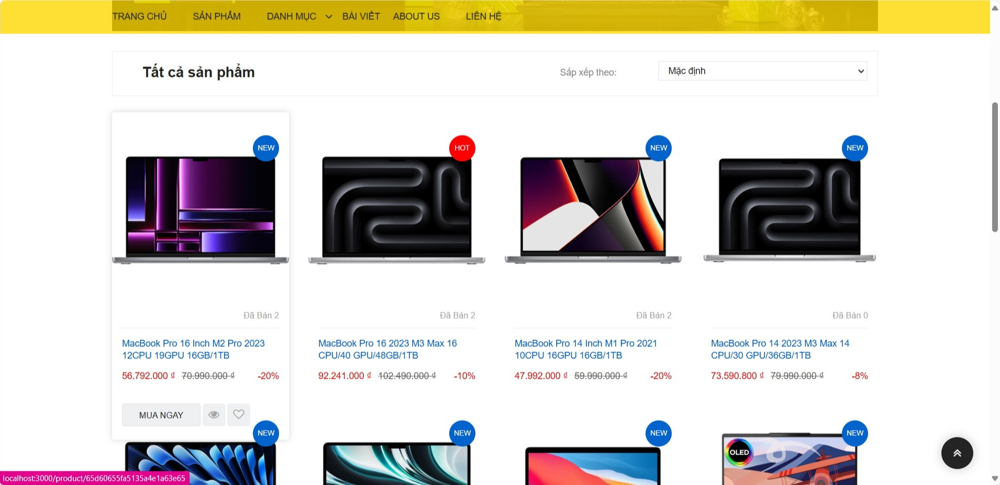 TRANG CHỦ SẢN PHẨM DANH MỤC BÀI VIẾT ABOUT US LIÊN HỆ
Tất cả sản phẩm
Sắp xếp theo:
Mặc định
NEW
HOT
NEW
NEW
Đã Bán 2
Đã Bán 2
Đã Bán 2
Đã Bán 0
MacBook Pro 16 Inch M2 Pro 2023
12CPU 19GPU 16GB/1TB
56.792.000 ₫ 70.990.000 ₫ -20%
MacBook Pro 16 2023 M3 Max 16
CPU/40 GPU/48GB/1TB
92.241.000 ₫ 102.490.000 ₫ -10%
MacBook Pro 14 Inch M1 Pro 2021
10CPU 16GPU 16GB/1TB
47.992.000 ₫ 59.990.000 ₫ -20%
MacBook Pro 14 2023 M3 Max 14
CPU/30 GPU/36GB/1TB
73.590.800 ₫ 79.990.000 ₫ -8%
MUA NGAY
NEW
NEW
NEW
NEW
OLED
localhost:3000/product/65d60655fa5135a4e1a63e65